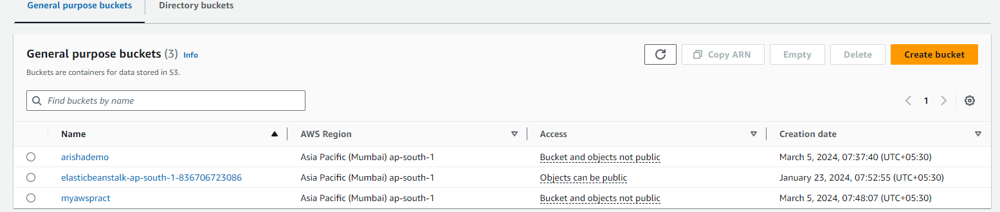 General purpose buckets Directory buckets
General purpose buckets (3) Info
Copy ARN Empty Delete Create bucket
Buckets are containers for data stored in S3.
Find buckets by name
1
Name AWS Region Access Creation date
arishademo Asia Pacific (Mumbai) ap-south-1 Bucket and objects not public March 5, 2024, 07:37:40 (UTC+05:30)
elasticbeanstalk-ap-south-1-836706723086 Asia Pacific (Mumbai) ap-south-1 Objects can be public January 23, 2024, 07:52:55 (UTC+05:30)
myawspract Asia Pacific (Mumbai) ap-south-1 Bucket and objects not public March 5, 2024, 07:48:07 (UTC+05:30)